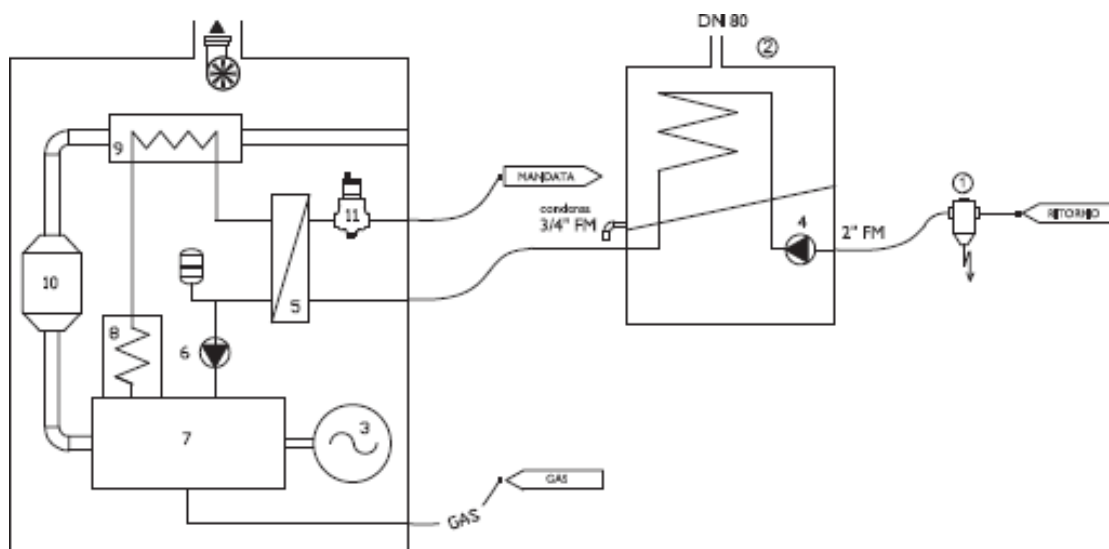 DN 80
2
9
11
MANDATA
1
condensa
3/4" FM
4
2" FM
RITORNO
10
5
8
6
7
3
GAS
GAS